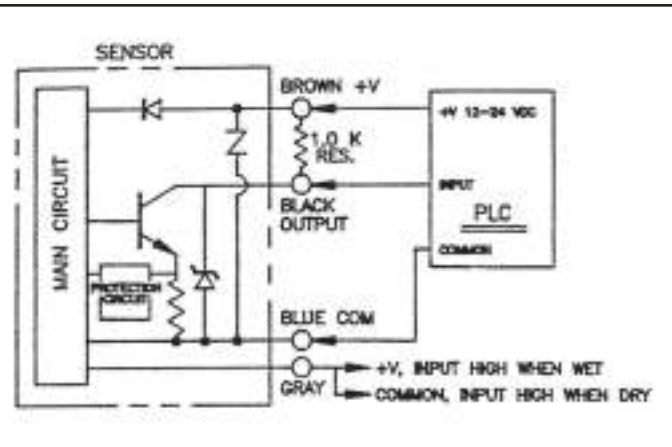 SENSOR
BROWN +V
+V 12-24 VDC
1.0 K
RES.
INPUT
PLC
BLACK
OUTPUT
COMMON
MAIN CIRCUIT
PROTECTION
CIRCUIT
BLUE COM
GRAY
+V, INPUT HIGH WHEN WET
COMMON, INPUT HIGH WHEN DRY